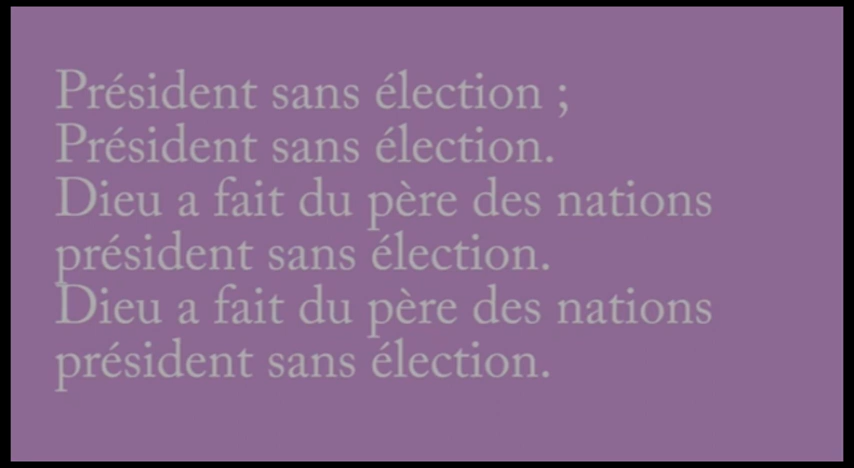 Président sans élection ;
Président sans élection.
Dieu a fait du père des nations
président sans élection.
Dieu a fait du père des nations
président sans élection.